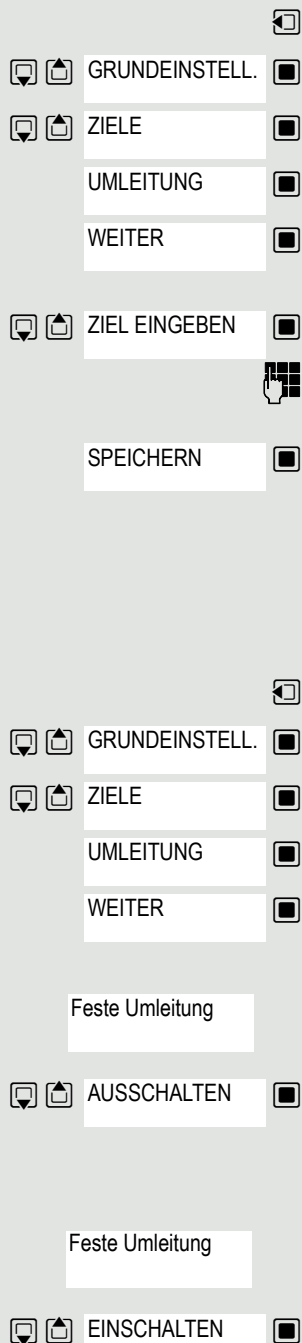 GRUNDEINSTELL.
ZIELE
UMLEITUNG
WEITER
ZIEL EINGEBEN
SPEICHERN
GRUNDEINSTELL.
ZIELE
UMLEITUNG
WEITER
Feste Umleitung
AUSSCHALTEN
Feste Umleitung
EINSCHALTEN